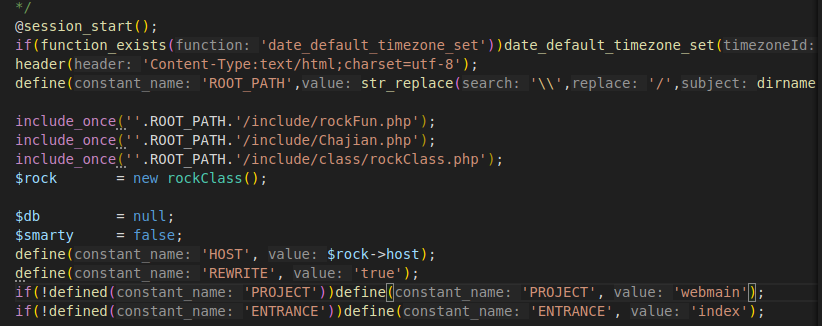 */
@session_start();
if(function_exists(function: 'date_default_timezone_set'))date_default_timezone_set(timezoneId:
header(header: 'Content-Type:text/html;charset=utf-8');
define(constant_name: 'ROOT_PATH',value: str_replace(search: '\\',replace: '/',subject: dirname
include_once(''.ROOT_PATH.'/include/rockFun.php');
include_once(''.ROOT_PATH.'/include/Chajian.php');
include_once(''.ROOT_PATH.'/include/class/rockClass.php');
$rock = new rockClass();
$db = null;
$smarty = false;
define(constant_name: 'HOST', value: $rock->host);
define(constant_name: 'REWRITE', value: 'true');
if(!defined(constant_name: 'PROJECT'))define(constant_name: 'PROJECT', value: 'webmain');
if(!defined(constant_name: 'ENTRANCE'))define(constant_name: 'ENTRANCE', value: 'index');